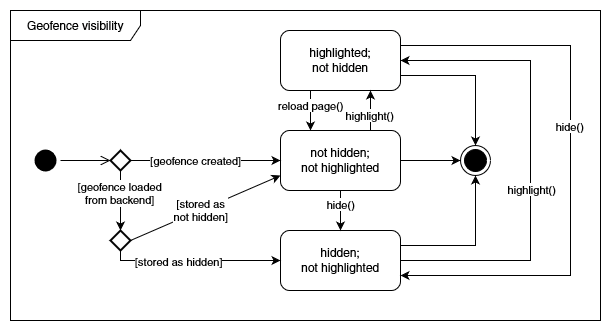 Geofence visibility
highlighted;
not hidden
reload page()
highlight()
hide()
[geofence created]
not hidden;
not highlighted
[geofence loaded
from backend]
[stored as
not hidden]
highlight()
hide()
[stored as hidden]
hidden;
not highlighted